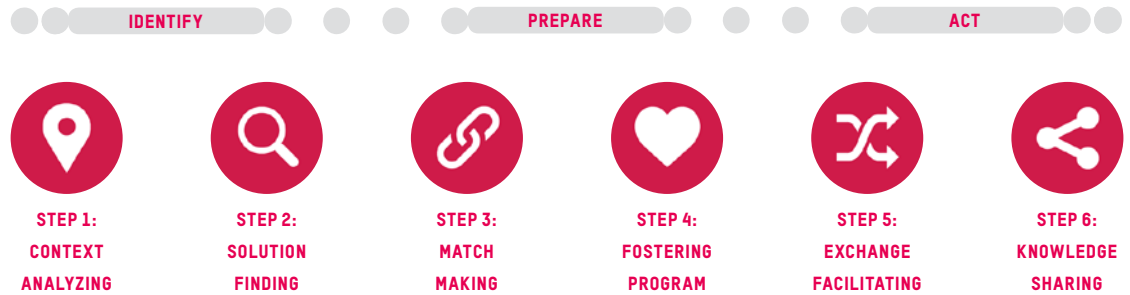 IDENTIFY
PREPARE
ACT
STEP 1:
CONTEXT
ANALYZING
STEP 2:
SOLUTION
FINDING
STEP 3:
MATCH
MAKING
STEP 4:
FOSTERING
PROGRAM
STEP 5:
EXCHANGE
FACILITATING
STEP 6:
KNOWLEDGE
SHARING